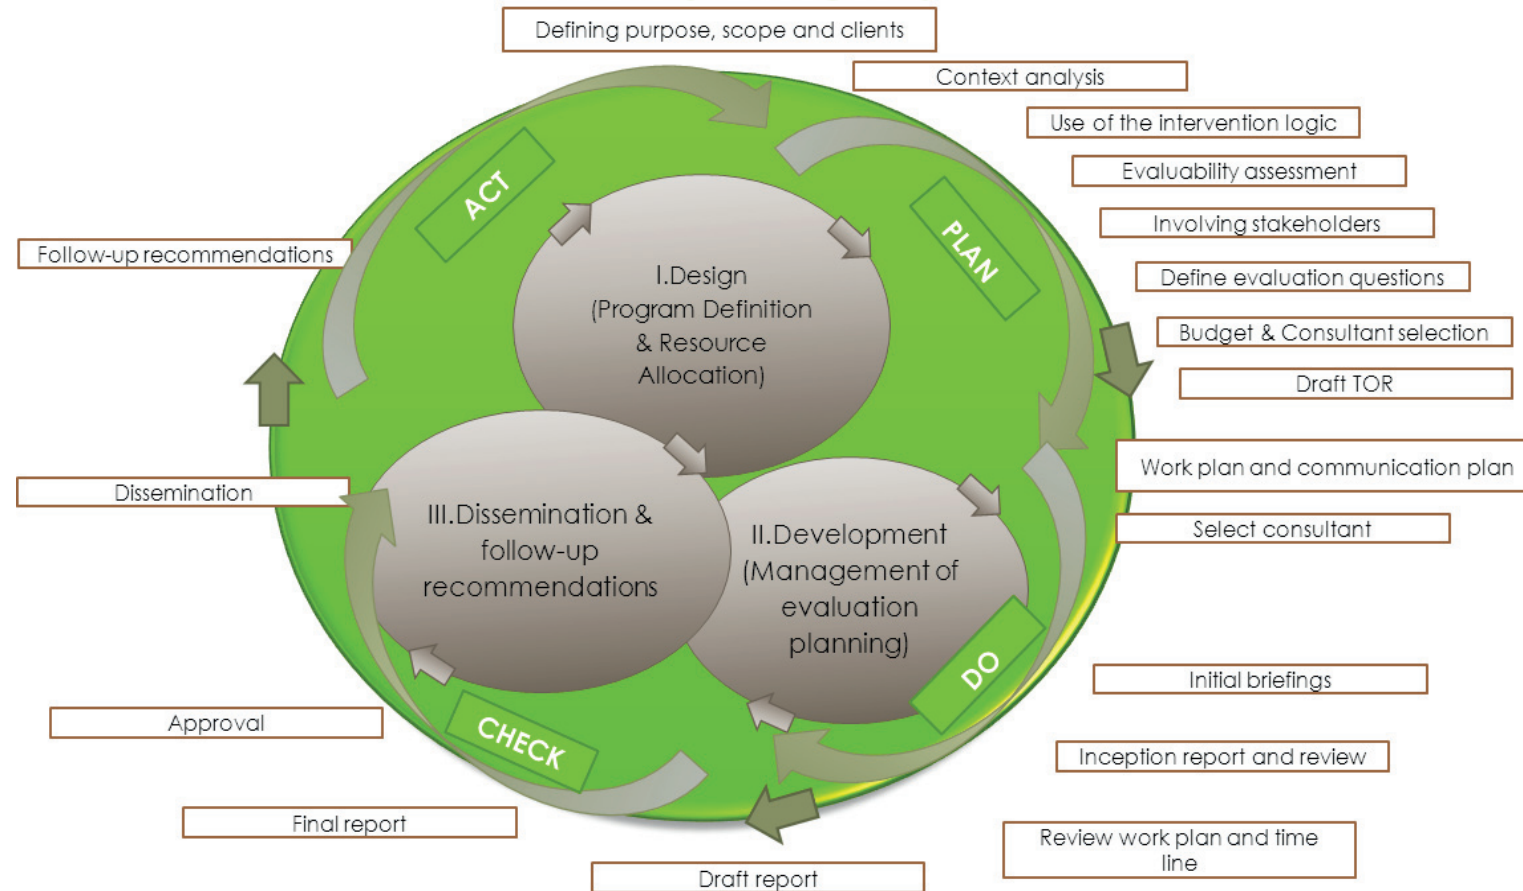 Defining purpose, scope and clients
Context analysis
Use of the intervention logic
Evaluability assessment
Involving stakeholders
Define evaluation questions
Budget & Consultant selection
Draft TOR
Work plan and communication plan
Select consultant
Initial briefings
Inception report and review
Review work plan and time
line
Draft report
Final report
Approval
Dissemination
Follow-up recommendations
ACT
PLAN
DO
CHECK
I.Design
(Program Definition
& Resource
Allocation)
II.Development
(Management of
evaluation
planning)
III.Dissemination &
follow-up
recommendations